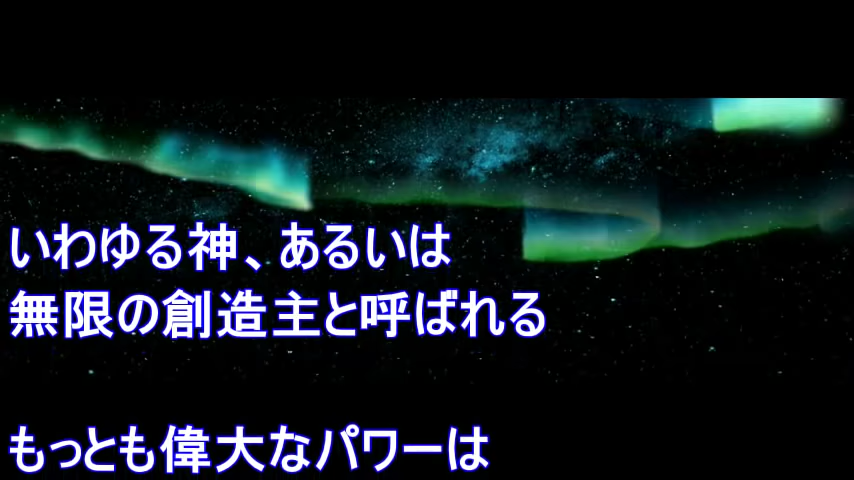 いわゆる神、あるいは
無限の創造主と呼ばれる
もっとも偉大なパワーは